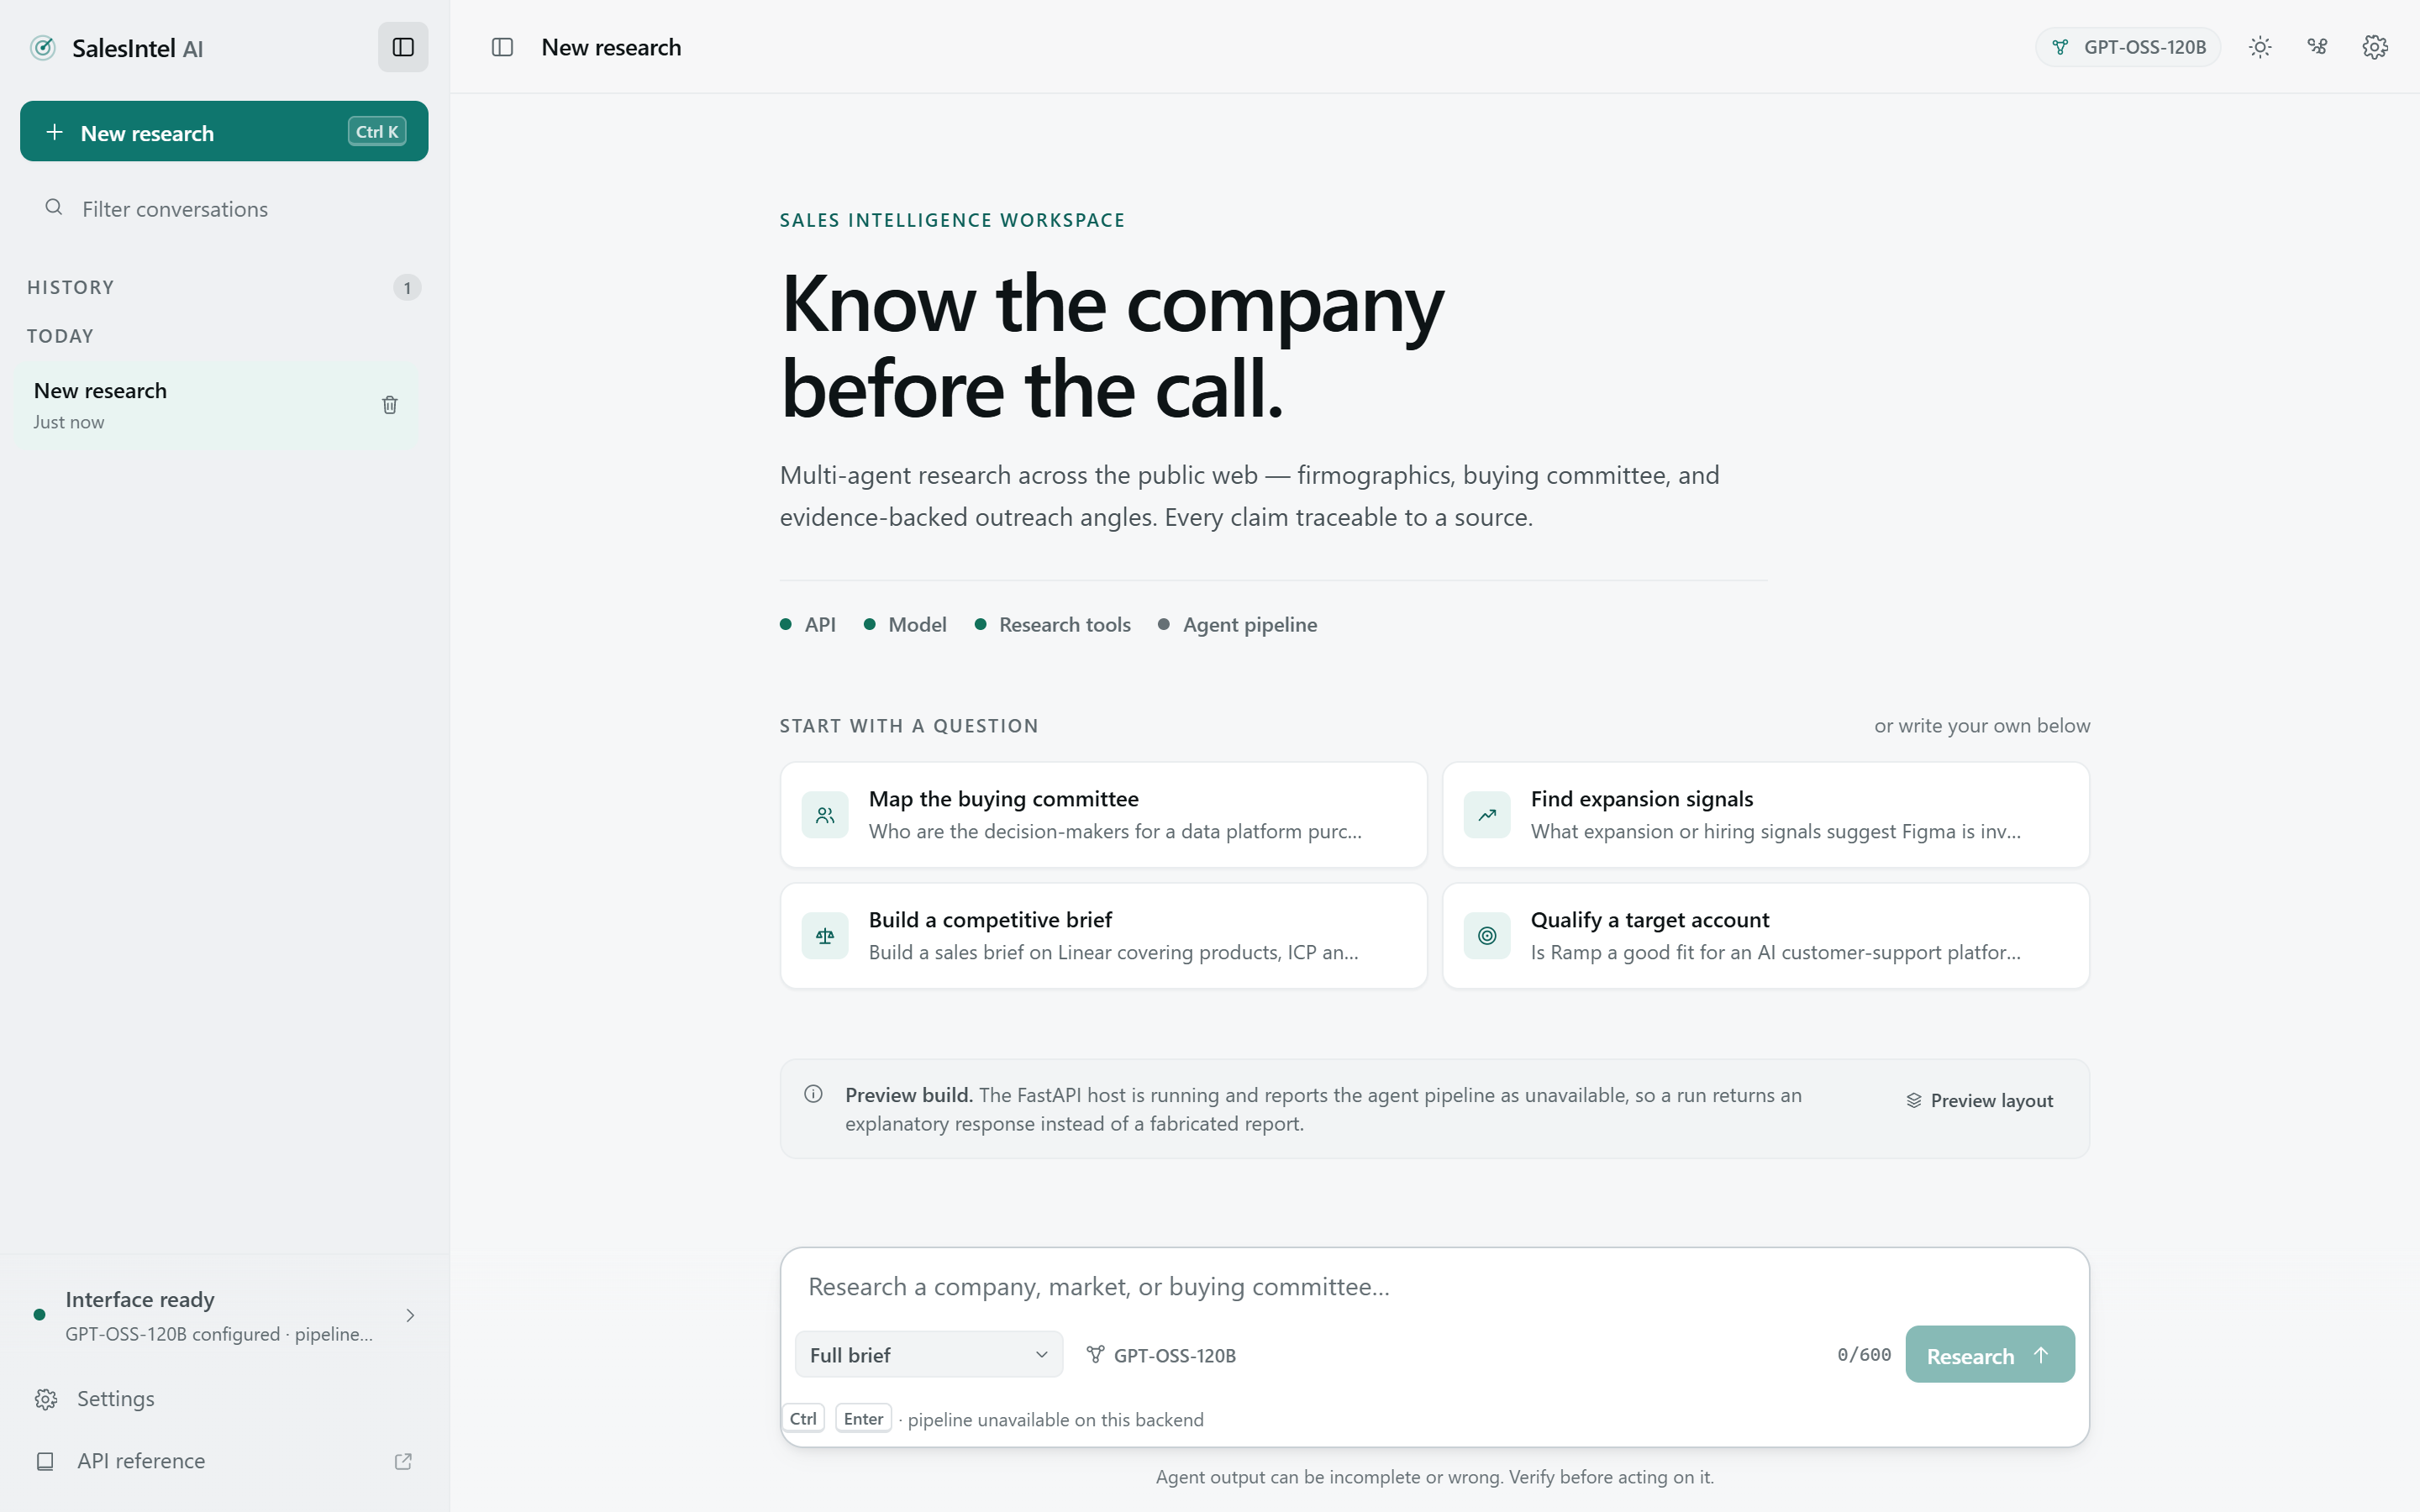 SalesIntel AI
New research
Ctrl K
Filter conversations
HISTORY
1
TODAY
New research
Just now
Interface ready
GPT-OSS-120B configured · pipeline...
Settings
API reference
New research
GPT-OSS-120B
SALES INTELLIGENCE WORKSPACE
Know the company
before the call.
Multi-agent research across the public web — firmographics, buying committee, and
evidence-backed outreach angles. Every claim traceable to a source.
API
Model
Research tools
Agent pipeline
START WITH A QUESTION
or write your own below
Map the buying committee
Who are the decision-makers for a data platform purc...
Find expansion signals
What expansion or hiring signals suggest Figma is inv...
Build a competitive brief
Build a sales brief on Linear covering products, ICP an...
Qualify a target account
Is Ramp a good fit for an AI customer-support platfor...
Preview build. The FastAPI host is running and reports the agent pipeline as unavailable, so a run returns an
explanatory response instead of a fabricated report.
Preview layout
Research a company, market, or buying committee...
Full brief
GPT-OSS-120B
0/600
Research
Ctrl Enter · pipeline unavailable on this backend
Agent output can be incomplete or wrong. Verify before acting on it.